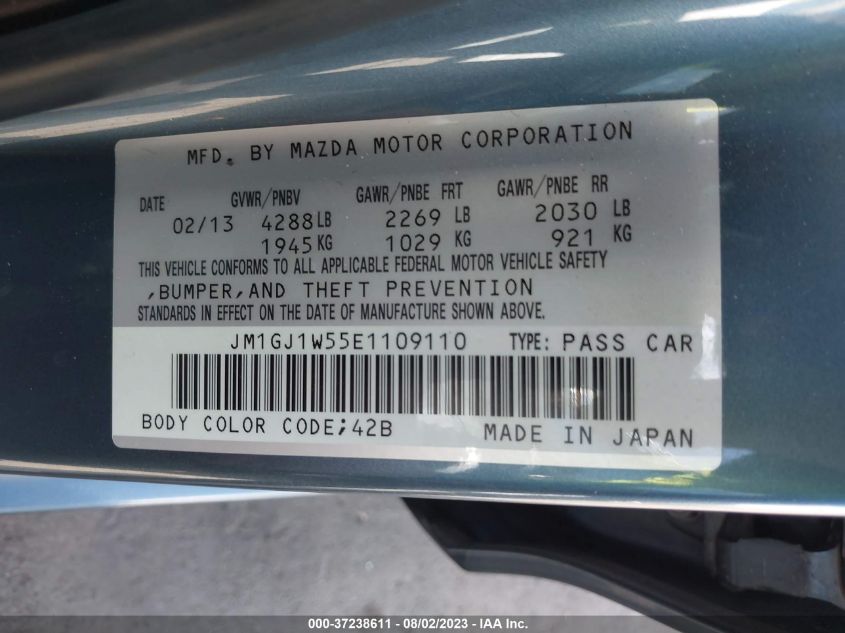 MFD. BY MAZDA MOTOR CORPORATION
DATE GVWR/PNBV GAWR/PNBE FRT GAWR/PNBE RR
02/13 4288LB 2269 LB 2030 LB
1945KG 1029 KG 921 KG
THIS VEHICLE CONFORMS TO ALL APPLICABLE FEDERAL MOTOR VEHICLE SAFETY
,BUMPER,AND THEFT PREVENTION
STANDARDS IN EFFECT ON THE DATE OF MANUFACTURE SHOWN ABOVE.
JM1GJ1W55E1109110 TYPE: PASS CAR
BODY COLOR CODE;42B MADE IN JAPAN
000-37238611 - 08/02/2023 - IAA Inc.